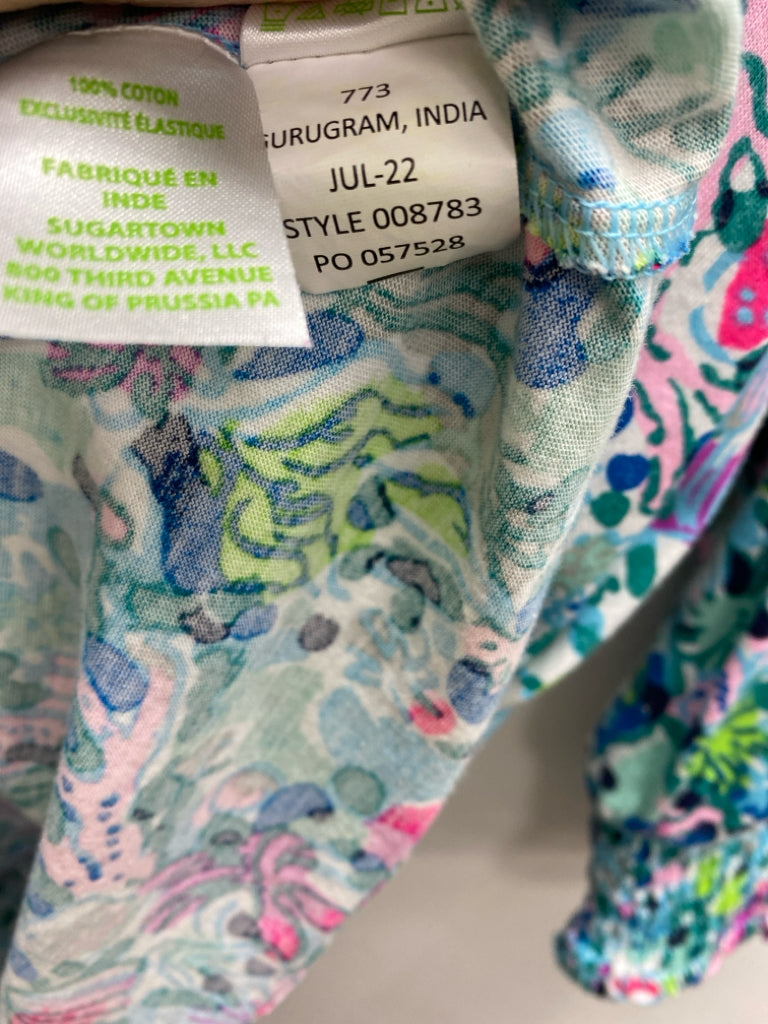 100% COTON
EXCLUSIVITÉ ÉLASTIQUE
FABRIQUÉ EN
INDE
SUGARTOWN
WORLDWIDE, LLC
800 THIRD AVENUE
KING OF PRUSSIA PA
773
GURUGRAM, INDIA
JUL-22
STYLE 008783
PO 057528